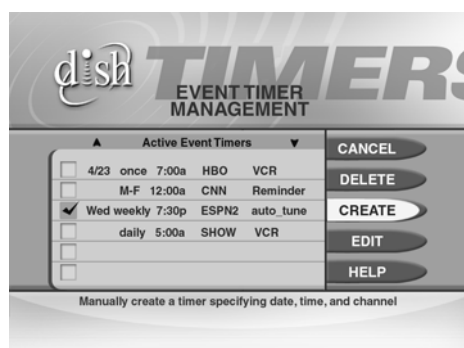 dish
TIMERS
EVENT TIMER
MANAGEMENT
Active Event Timers
4/23 once 7:00a HBO VCR
M-F 12:00a CNN Reminder
Wed weekly 7:30p ESPN2 auto_tune
daily 5:00a SHOW VCR
CANCEL
DELETE
CREATE
EDIT
HELP
Manually create a timer specifying date, time, and channel